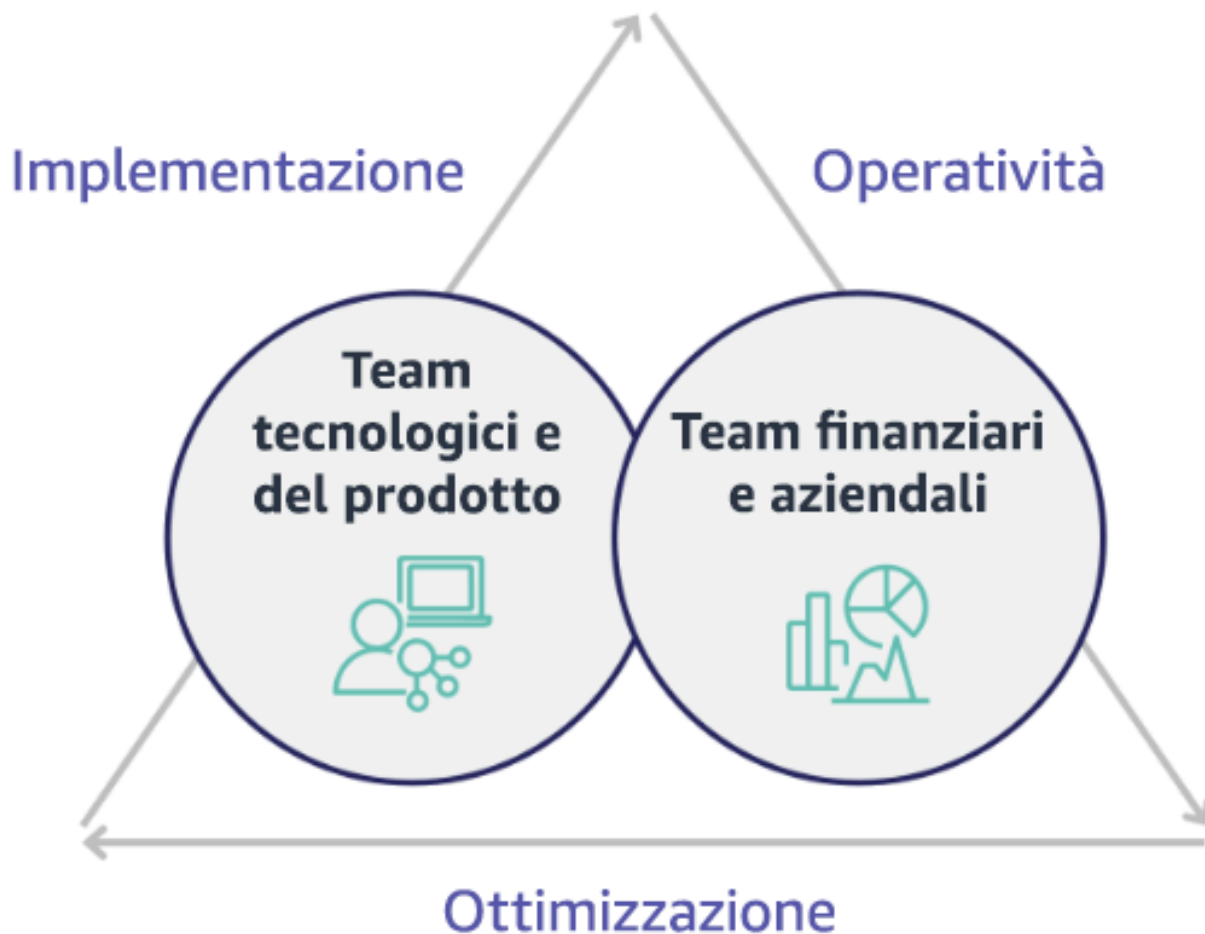 Implementazione
Operatività
Team
tecnologici e
del prodotto
Team finanziari
e aziendali
Ottimizzazione